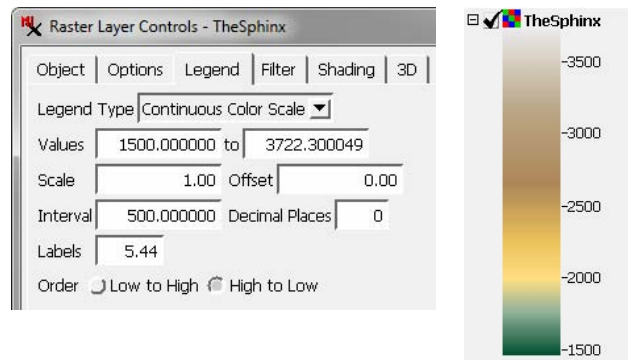 Raster Layer Controls - TheSphinx
Object Options Legend Filter Shading 3D
Legend Type Continuous Color Scale
Values 1500.000000 to 3722.300049
Scale 1.00 Offset 0.00
Interval 500.000000 Decimal Places 0
Labels 5.44
Order Low to High High to Low
TheSphinx
-3500
-3000
-2500
-2000
-1500